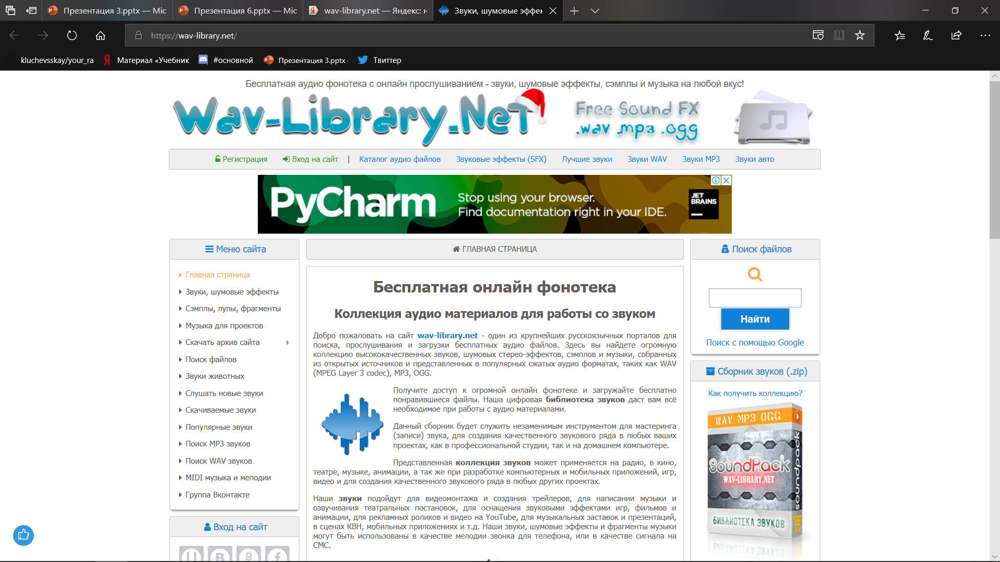 Презентация 3.pptx — Mic
Презентация 6.pptx — Mic
wav-library.net — Яндекс: н
Звуки, шумовые эффек
https://wav-library.net/
kluchevsskay/your_ra
Материал «Учебник
#основной
Презентация 3.pptx ·
Твиттер
Бесплатная аудио фонотека с онлайн прослушиванием - звуки, шумовые эффекты, сэмплы и музыка на любой вкус!
Wav-Library.Net
Free Sound FX
.wav .mp3 .ogg
Регистрация
Вход на сайт
|
Каталог аудио файлов
Звуковые эффекты (SFX)
Лучшие звуки
Звуки WAV
Звуки MP3
Звуки авто
PyCharm
Stop using your browser.
Find documentation right in your IDE.
JET
BRAINS
Меню сайта
Главная страница
Звуки, шумовые эффекты
Сэмплы, лупы, фрагменты
Музыка для проектов
Скачать архив сайта
Поиск файлов
Звуки животных
Слушать новые звуки
Скачиваемые звуки
Популярные звуки
Поиск MP3 звуков
Поиск WAV звуков
MIDI музыка и мелодии
Группа Вконтакте
Вход на сайт
ГЛАВНАЯ СТРАНИЦА
Бесплатная онлайн фонотека
Коллекция аудио материалов для работы со звуком
Добро пожаловать на сайт wav-library.net - один из крупнейших русскоязычных порталов для
поиска, прослушивания и загрузки бесплатных аудио файлов. Здесь вы найдете огромную
коллекцию высококачественных звуков, шумовых стерео-эффектов, сэмплов и музыки, собранных
из открытых источников и представленных в популярных сжатых аудио форматах, таких как WAV
(MPEG Layer 3 codec), MP3, OGG.
Получите доступ к огромной онлайн фонотеке и загружайте бесплатно
понравившиеся файлы. Наша цифровая библиотека звуков даст вам всё
необходимое при работы с аудио материалами.
Данный сборник будет служить незаменимым инструментом для мастеринга
(записи) звука, для создания качественного звукового ряда в любых ваших
проектах, как в профессиональной студии, так и на домашнем компьютере.
Представленная коллекция звуков может применяется на радио, в кино,
театре, музыке, анимации, а так же при разработке компьютерных и мобильных приложений, игр,
видео и для создания качественного звукового ряда в любых других проектах.
Наши звуки подойдут для видеомонтажа и создания трейлеров, для написании музыки и
озвучивания театральных постановок, для оснащения звуковыми эффектами игр, фильмов и
анимации, для рекламных роликов и видео на YouTube, для музыкальных заставок и презентаций,
в сценах КВН, мобильных приложениях и т.д. Наши звуки, шумовые эффекты и фрагменты музыки
могут быть использованы в качестве мелодии звонка для телефона, или в качестве сигнала на
СМС.
Поиск файлов
Найти
Поиск с помощью Google
Сборник звуков (.zip)
Как получить коллекцию?
WAV MP3 OGG
SoundPack
WAV-LIBRARY.NET
soundpack
БИБЛИОТЕКА ЗВУКОВ